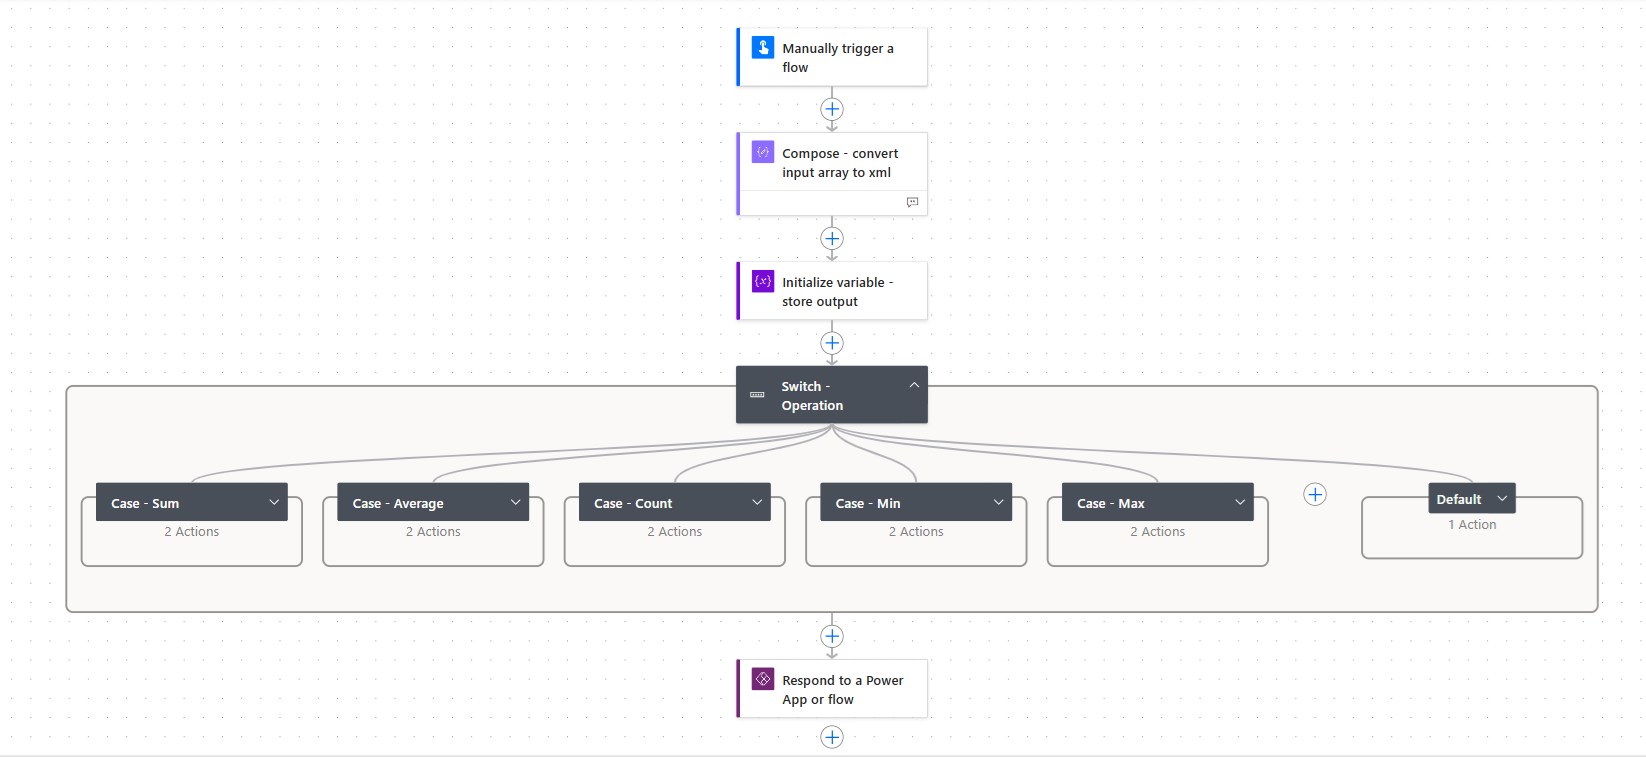 Manually trigger a
flow
Compose - convert
input array to xml
Initialize variable -
store output
Switch -
Operation
Case - Sum
2 Actions
Case - Average
2 Actions
Case - Count
2 Actions
Case - Min
2 Actions
Case - Max
2 Actions
Default
1 Action
Respond to a Power
App or flow